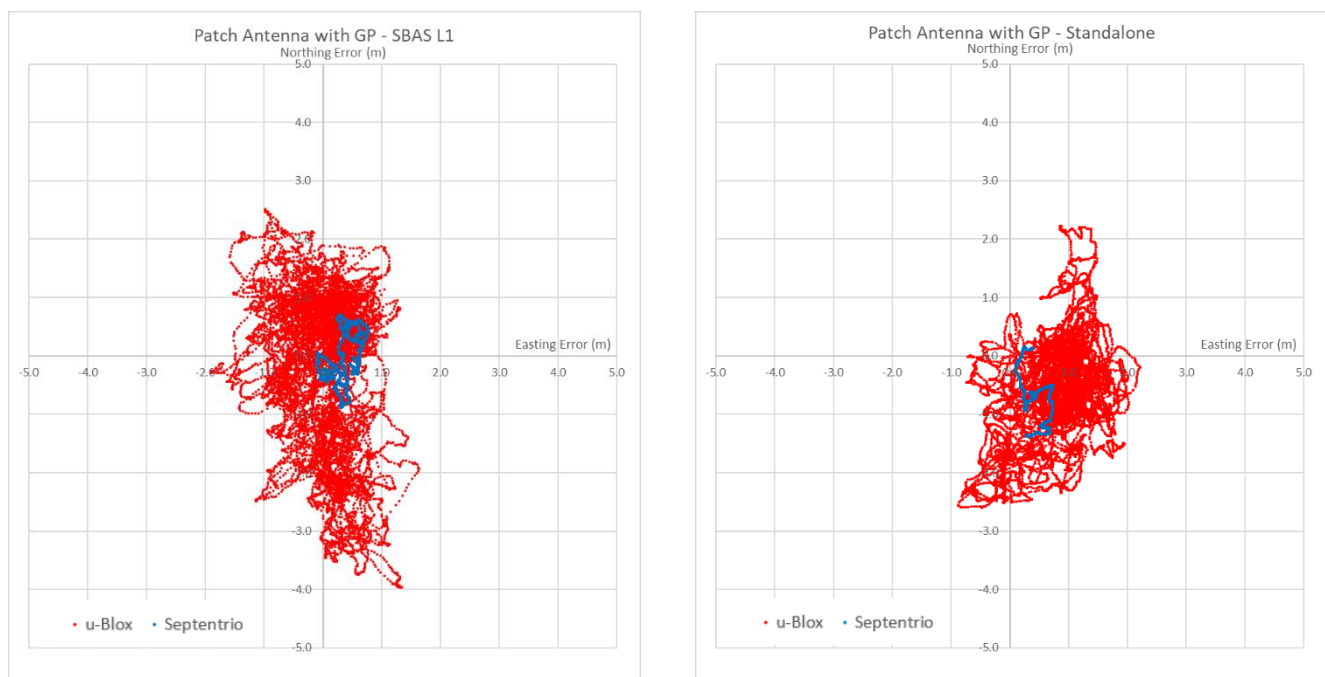 Patch Antenna with GP - SBAS L1
Northing Error (m)
5.0
4.0
3.0
Easting Error (m)
-5.0 -4.0 -3.0 -2.0 1.0 2.0 3.0 4.0 5.0
-3.0
-4.0
-5.0
u-Blox Septentrio
Patch Antenna with GP - Standalone
Northing Error (m)
5.0
4.0
3.0
2.0
1.0
Easting Error (m)
-5.0 -4.0 -3.0 -2.0 -1.0 2.0 3.0 4.0 5.0
-3.0
-4.0
-5.0
u-Blox Septentrio